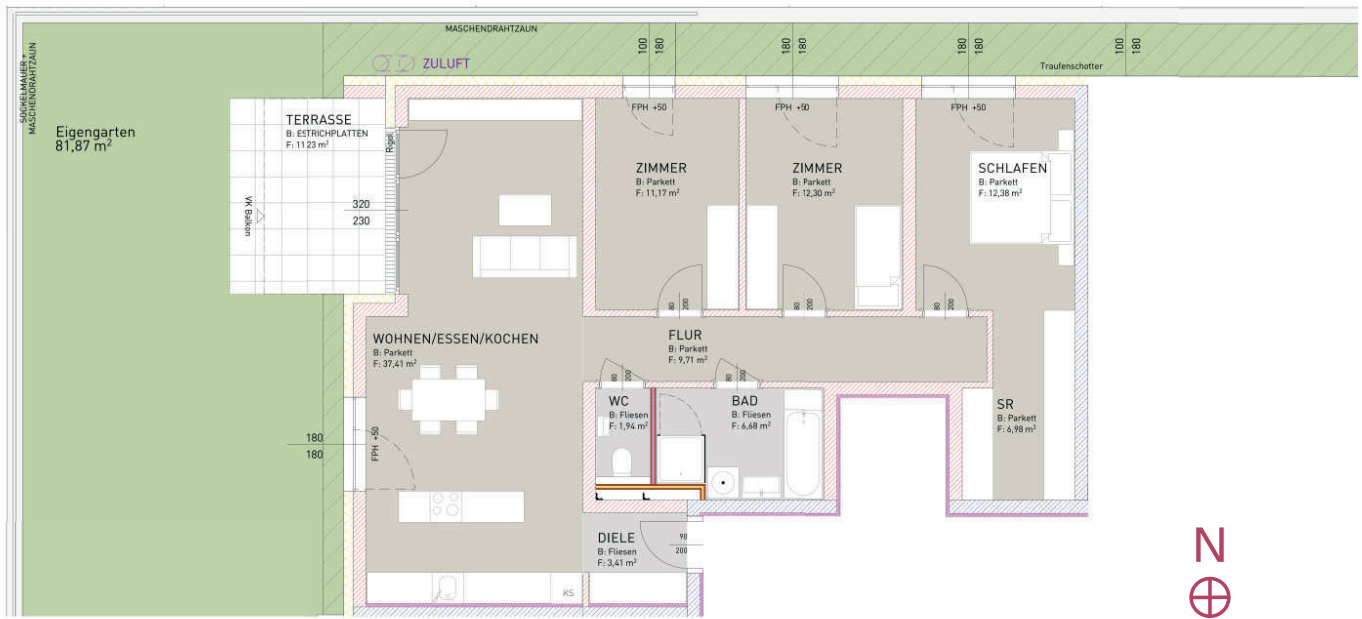 MASCHENDRAHTZAUN
SOCKELMAUER +
MASCHENDRAHTZAUN
ZULUFT
100
180
180
180
180
180
100
180
Traufenschotter
Eigengarten
81,87 m²
TERRASSE
B: ESTRICHPLATTEN
F: 11 23 m²
Rigol
VK Balkon
320
230
FPH +50
FPH +50
FPH +50
ZIMMER
B: Parkett
F: 11,17 m²
ZIMMER
B: Parkett
F: 12,30 m²
SCHLAFEN
B: Parkett
F: 12,38 m²
80
200
80
200
80
200
WOHNEN/ESSEN/KOCHEN
B: Parkett
F: 37,41 m²
FLUR
B: Parkett
F: 9,71 m²
80
200
80
200
WC
B: Fliesen
F: 1,94 m²
BAD
B: Fliesen
F: 6,68 m²
SR
B: Parkett
F: 6,98 m²
180
180
FPH +50
DIELE
B: Fliesen
F: 3,41 m²
90
200
KS
N